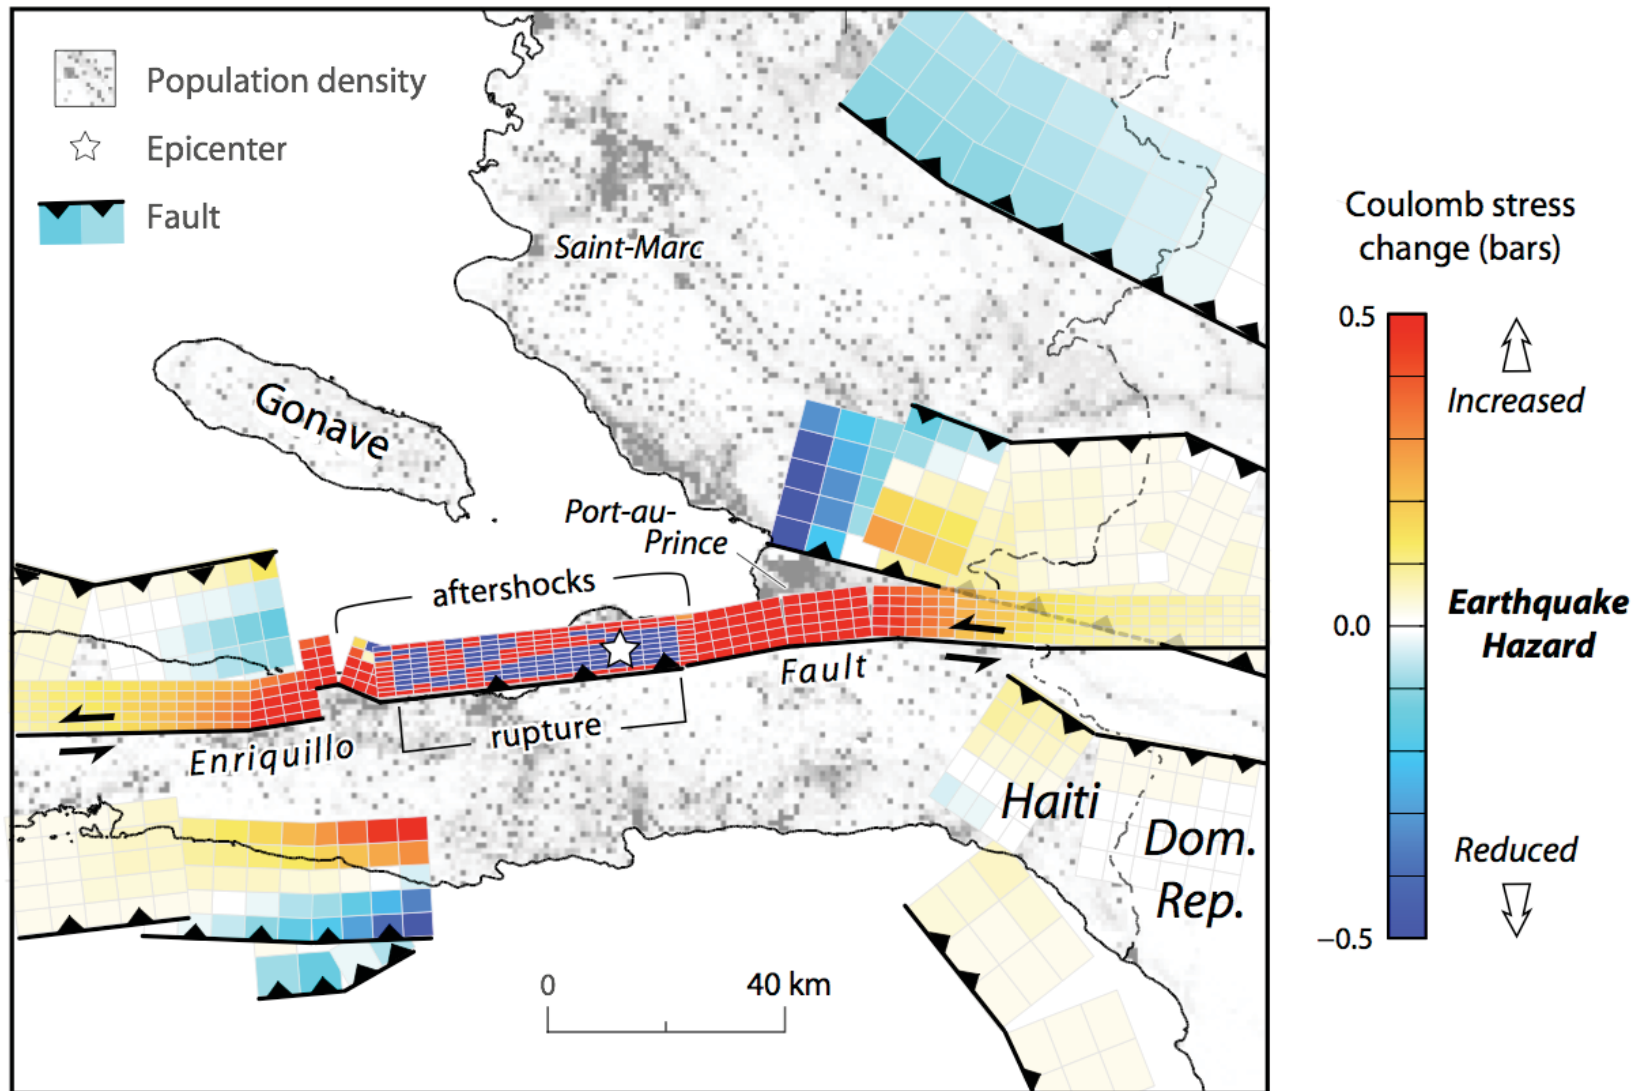 Population density
Epicenter
Fault
Saint-Marc
Gonave
Port-au-
Prince
aftershocks
Fault
rupture
Enriquillo
Haiti
Dom.
Rep.
0
40 km
Coulomb stress
change (bars)
0.5
Increased
0.0
Earthquake
Hazard
Reduced
–0.5